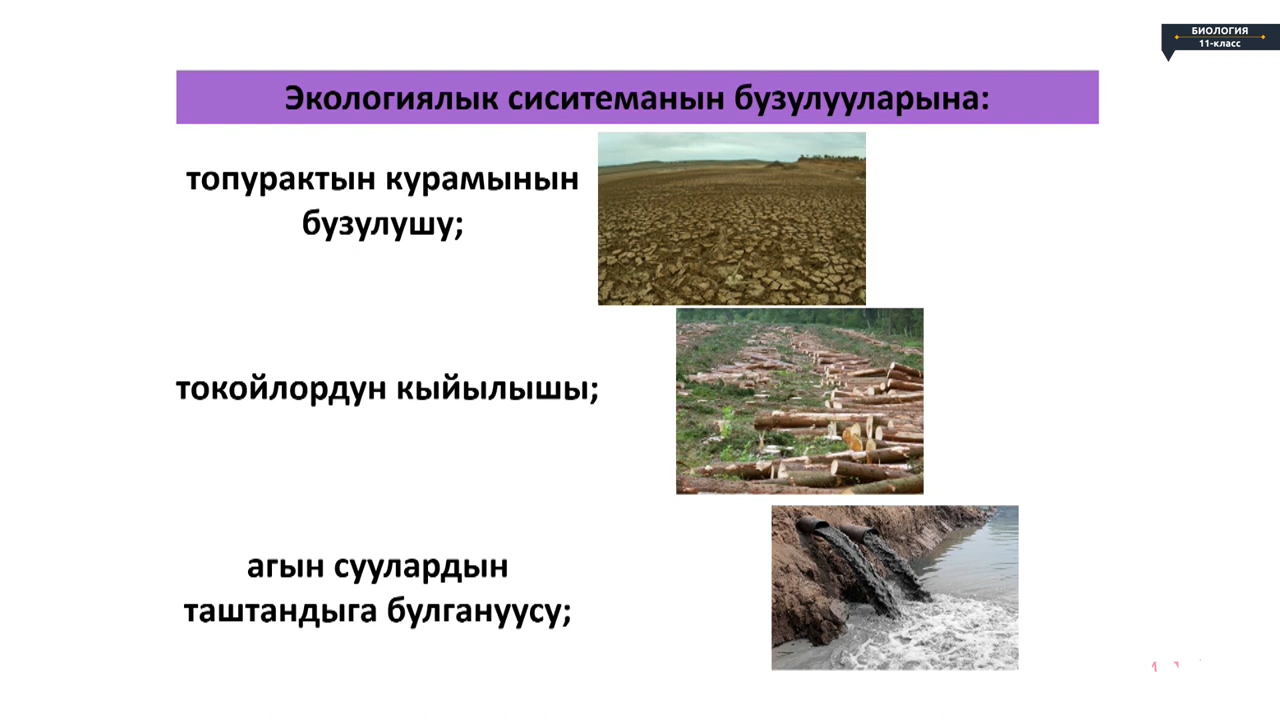 БИОЛОГИЯ
11-класс
Экологиялык сиситеманын бузулууларына:
топурактын курамынын
бузулушу;
токойлордун кыйылышы;
агын суулардын
таштандыга булгануусу;